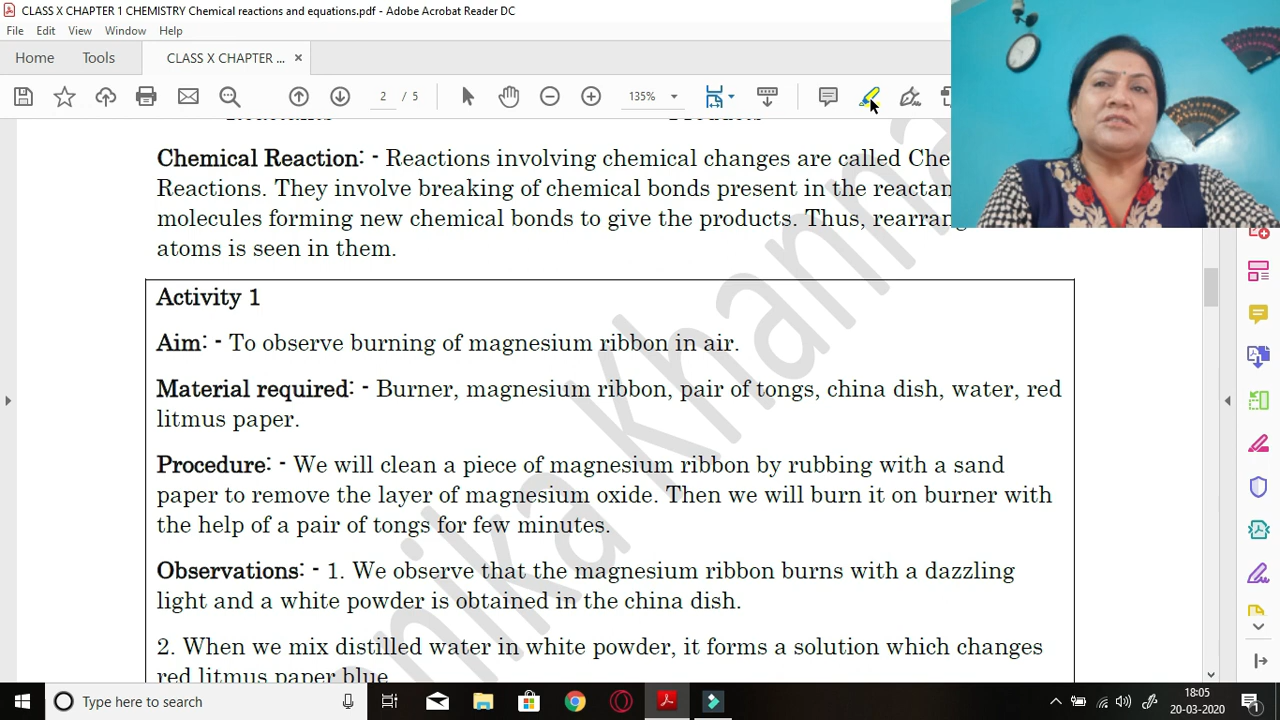 CLASS X CHAPTER 1 CHEMISTRY Chemical reactions and equations.pdf - Adobe Acrobat Reader DC
File Edit View Window Help
Home Tools CLASS X CHAPTER ... ×
2 / 5 135%
Reactants Products
Chemical Reaction: - Reactions involving chemical changes are called Che
Reactions. They involve breaking of chemical bonds present in the reactan
molecules forming new chemical bonds to give the products. Thus, rearran
atoms is seen in them.
Activity 1
Aim: - To observe burning of magnesium ribbon in air.
Material required: - Burner, magnesium ribbon, pair of tongs, china dish, water, red
litmus paper.
Procedure: - We will clean a piece of magnesium ribbon by rubbing with a sand
paper to remove the layer of magnesium oxide. Then we will burn it on burner with
the help of a pair of tongs for few minutes.
Observations: - 1. We observe that the magnesium ribbon burns with a dazzling
light and a white powder is obtained in the china dish.
2. When we mix distilled water in white powder, it forms a solution which changes
red litmus paper blue
Khanna
Type here to search
18:05
20-03-2020
1